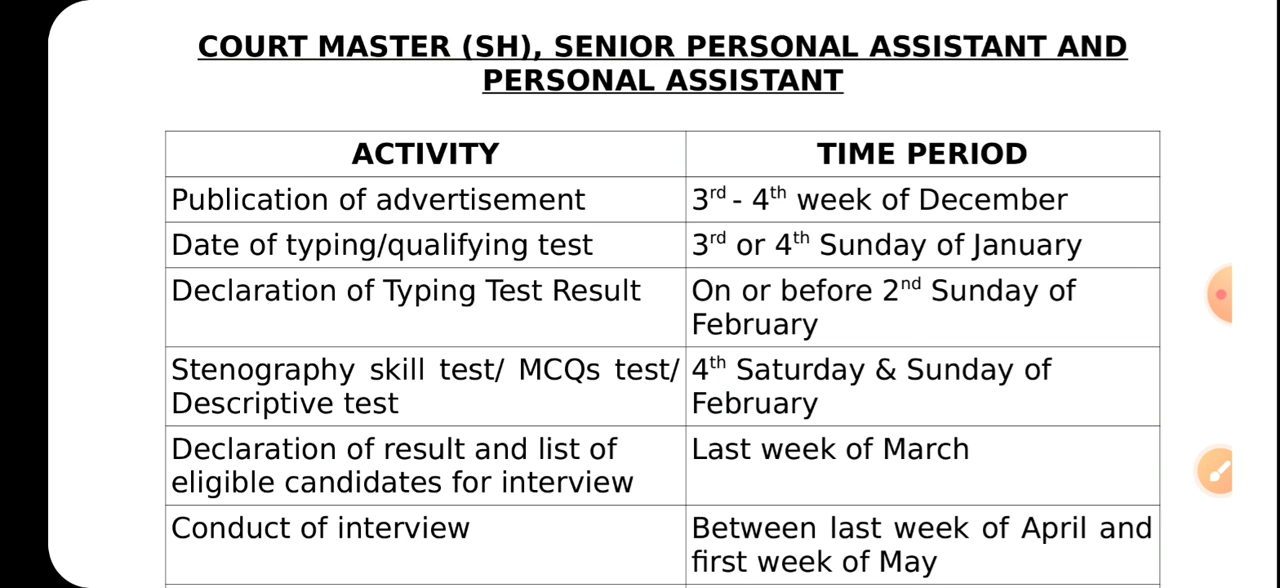 COURT MASTER (SH), SENIOR PERSONAL ASSISTANT AND
PERSONAL ASSISTANT
ACTIVITY
TIME PERIOD
Publication of advertisement
3rd - 4th week of December
Date of typing/qualifying test
3rd or 4th Sunday of January
Declaration of Typing Test Result
On or before 2nd Sunday of
February
Stenography skill test/ MCQs test/
Descriptive test
4th Saturday & Sunday of
February
Declaration of result and list of
eligible candidates for interview
Last week of March
Conduct of interview
Between last week of April and
first week of May